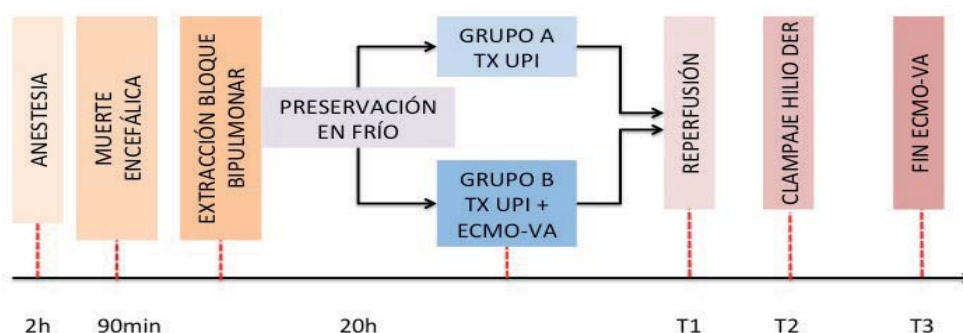 ANESTESIA
MUERTE
ENCEFÁLICA
EXTRACCIÓN BLOQUE
BIPULMONAR
PRESERVACIÓN
EN FRÍO
GRUPO A
TX UPI
GRUPO B
TX UPI +
ECMO-VA
REPERFUSIÓN
CLAMPAJE HILIO DER
FIN ECMO-VA
2h
90min
20h
T1
T2
T3